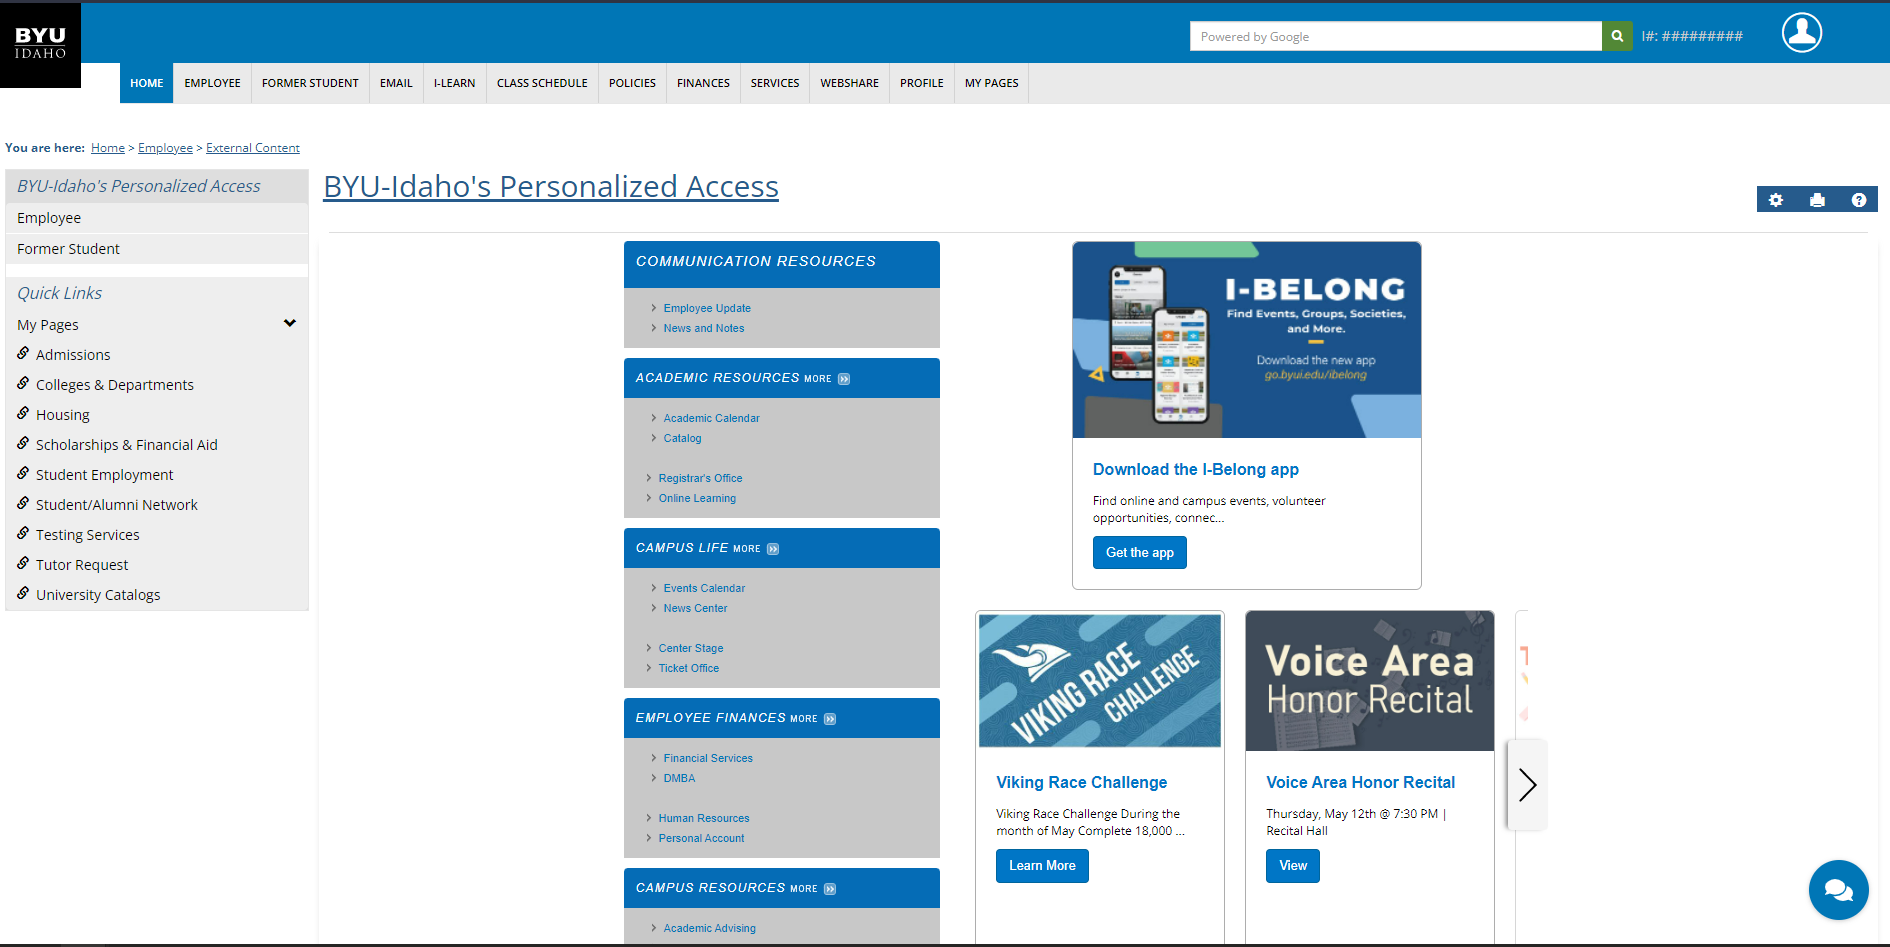 BYU
IDAHO
Powered by Google
I#: #########
HOME
EMPLOYEE
FORMER STUDENT
EMAIL
I-LEARN
CLASS SCHEDULE
POLICIES
FINANCES
SERVICES
WEBSHARE
PROFILE
MY PAGES
You are here: Home > Employee > External Content
BYU-Idaho's Personalized Access
Employee
Former Student
Quick Links
My Pages
Admissions
Colleges & Departments
Housing
Scholarships & Financial Aid
Student Employment
Student/Alumni Network
Testing Services
Tutor Request
University Catalogs
BYU-Idaho's Personalized Access
COMMUNICATION RESOURCES
Employee Update
News and Notes
ACADEMIC RESOURCES MORE
Academic Calendar
Catalog
Registrar's Office
Online Learning
CAMPUS LIFE MORE
Events Calendar
News Center
Center Stage
Ticket Office
EMPLOYEE FINANCES MORE
Financial Services
DMBA
Human Resources
Personal Account
CAMPUS RESOURCES MORE
Academic Advising
I-BELONG
Find Events, Groups, Societies,
and More.
Download the new app
go.byui.edu/ibelong
Download the I-Belong app
Find online and campus events, volunteer
opportunities, connec...
Get the app
VIKING RACE
CHALLENGE
Viking Race Challenge
Viking Race Challenge During the
month of May Complete 18,000 ...
Learn More
Voice Area
Honor Recital
Voice Area Honor Recital
Thursday, May 12th @ 7:30 PM |
Recital Hall
View